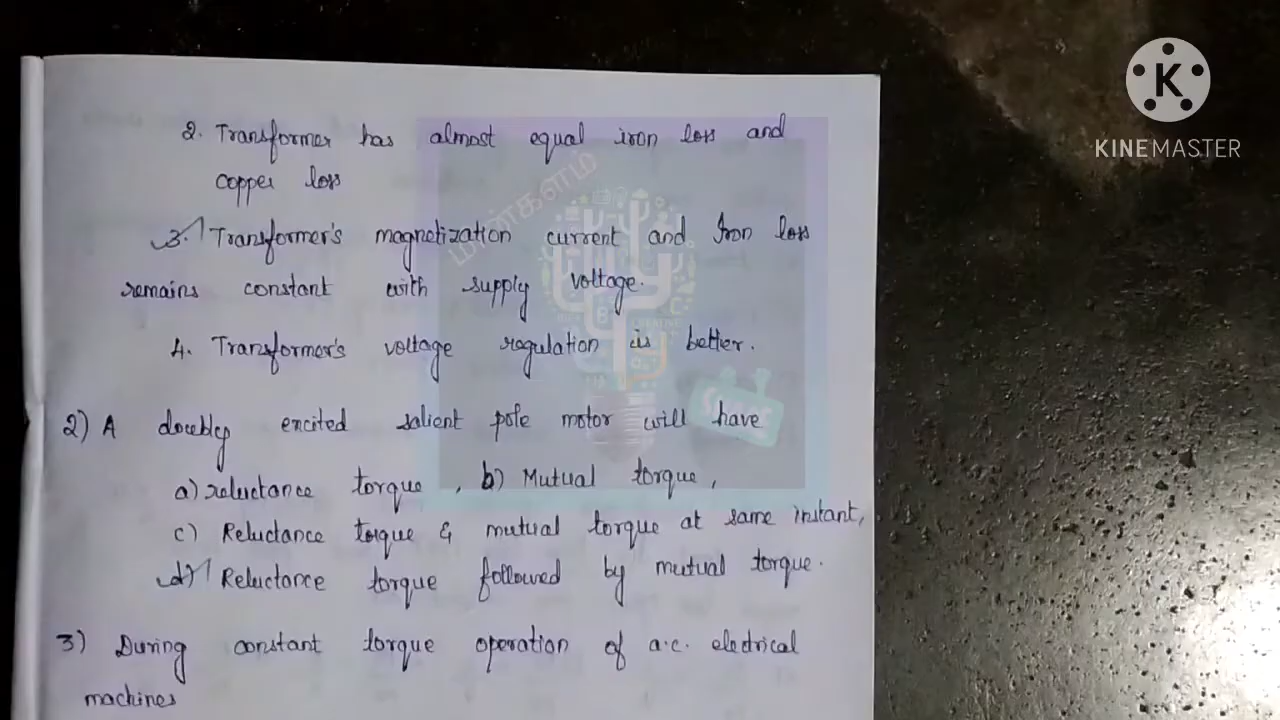 KINEMASTER
2. Transformer has almost equal iron loss and
copper loss
3. Transformer's magnetization current and Iron loss
remains constant with supply voltage.
4. Transformer's voltage regulation is better.
2) A doubly excited salient pole motor will have
a) reluctance torque, b) Mutual torque,
c) Reluctance torque & mutual torque at same instant,
d) Reluctance torque followed by mutual torque.
3) During constant torque operation of a.c. electrical
machines